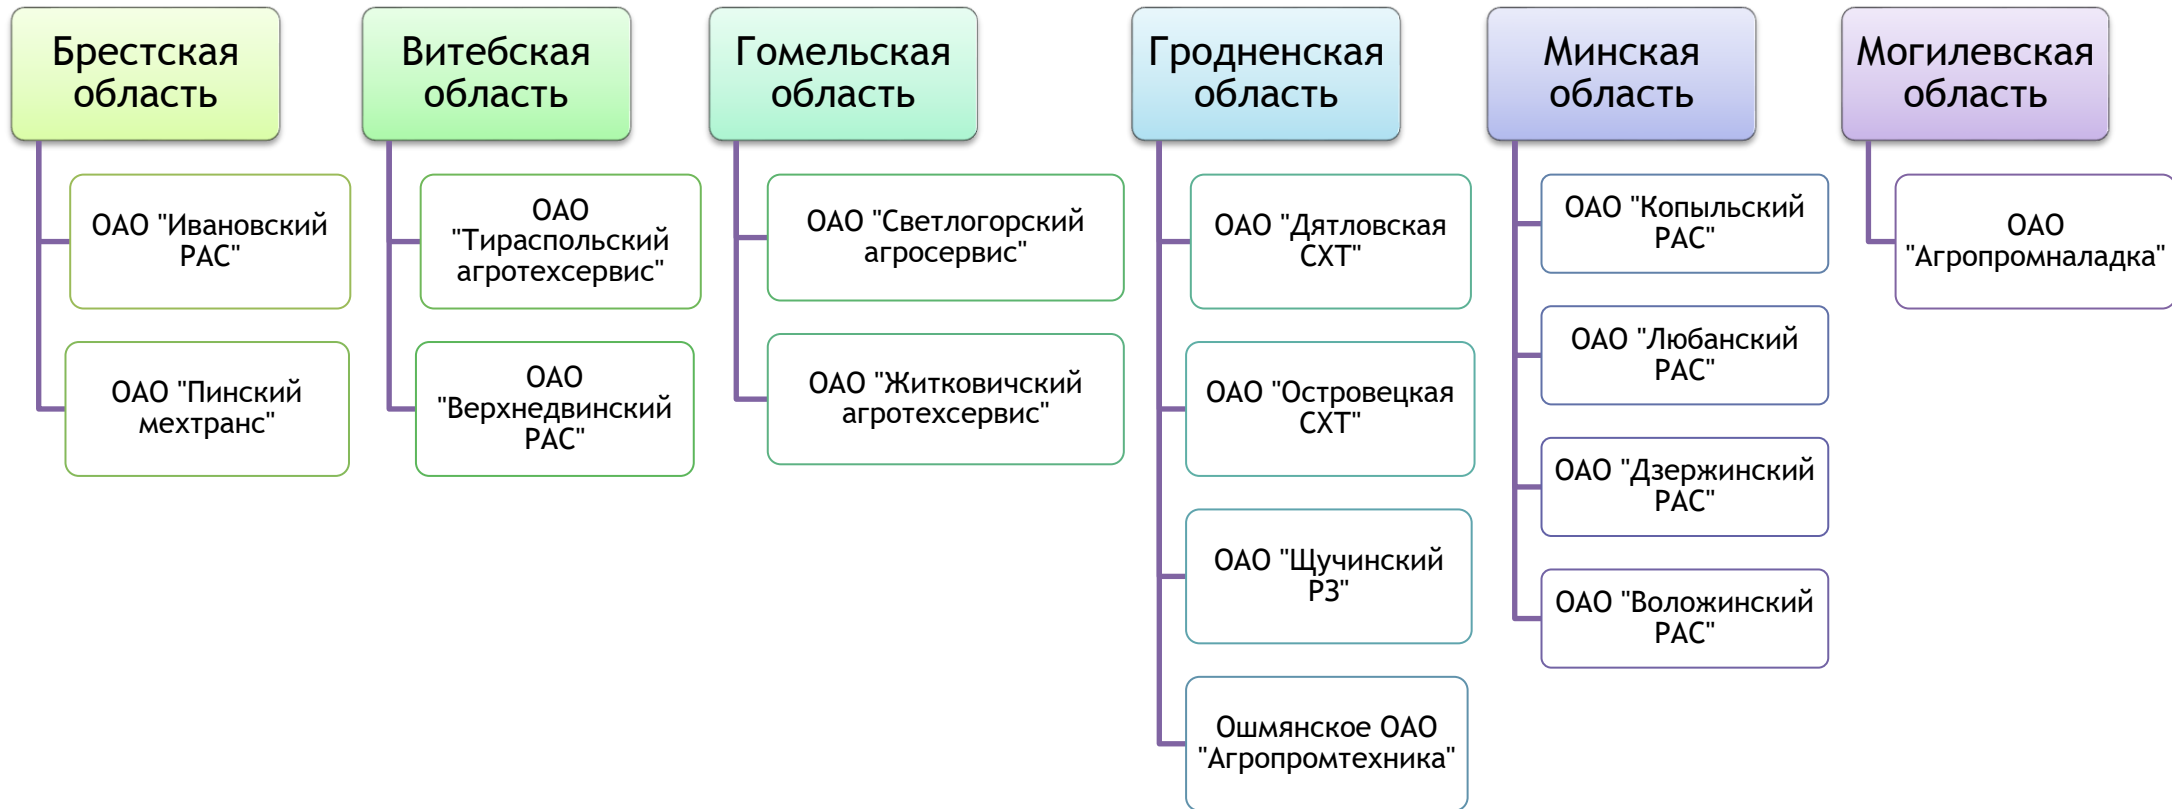 Брестская
область
ОАО "Ивановский
РАС"
ОАО "Пинский
мехтранс"
Витебская
область
ОАО
"Тираспольский
агротехсервис"
ОАО
"Верхнедвинский
РАС"
Гомельская
область
ОАО "Светлогорский
агросервис"
ОАО "Житковичский
агротехсервис"
Гродненская
область
ОАО "Дятловская
СХТ"
ОАО "Островецкая
СХТ"
ОАО "Щучинский
РЗ"
Ошмянское ОАО
"Агропромтехника"
Минская
область
ОАО "Копыльский
РАС"
ОАО "Любанский
РАС"
ОАО "Дзержинский
РАС"
ОАО "Воложинский
РАС"
Могилевская
область
ОАО
"Агропромналадка"